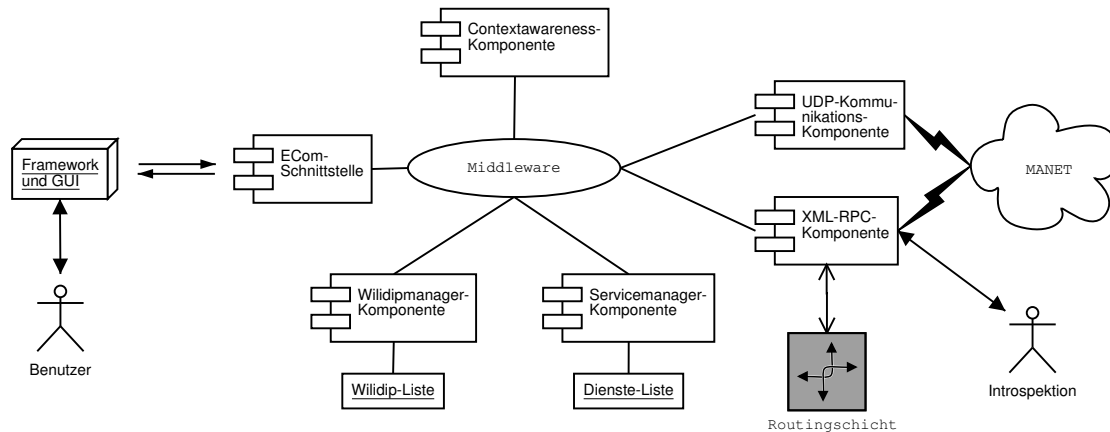 Contextawareness-
Komponente
UDP-Kommu-
nikations-
Komponente
Framework
und GUI
ECom-
Schnittstelle
Middleware
MANET
XML-RPC-
Komponente
Wilidipmanager-
Komponente
Servicemanager-
Komponente
Benutzer
Wilidip-Liste
Dienste-Liste
Introspektion
Routingschicht